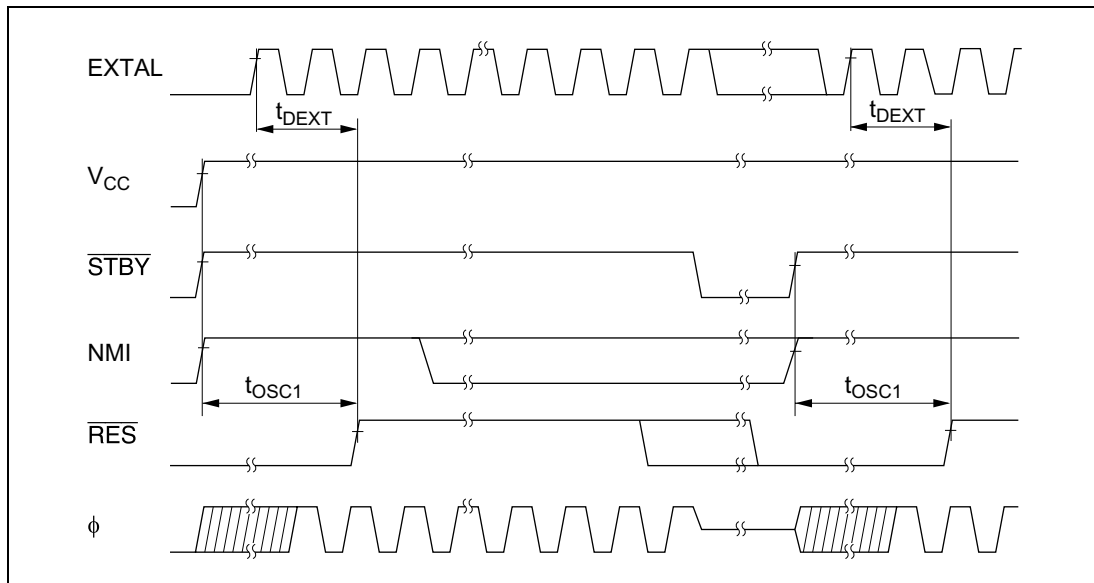 EXTAL
tDEXT
tDEXT
VCC
STBY
NMI
tOSC1
tOSC1
RES
ϕ